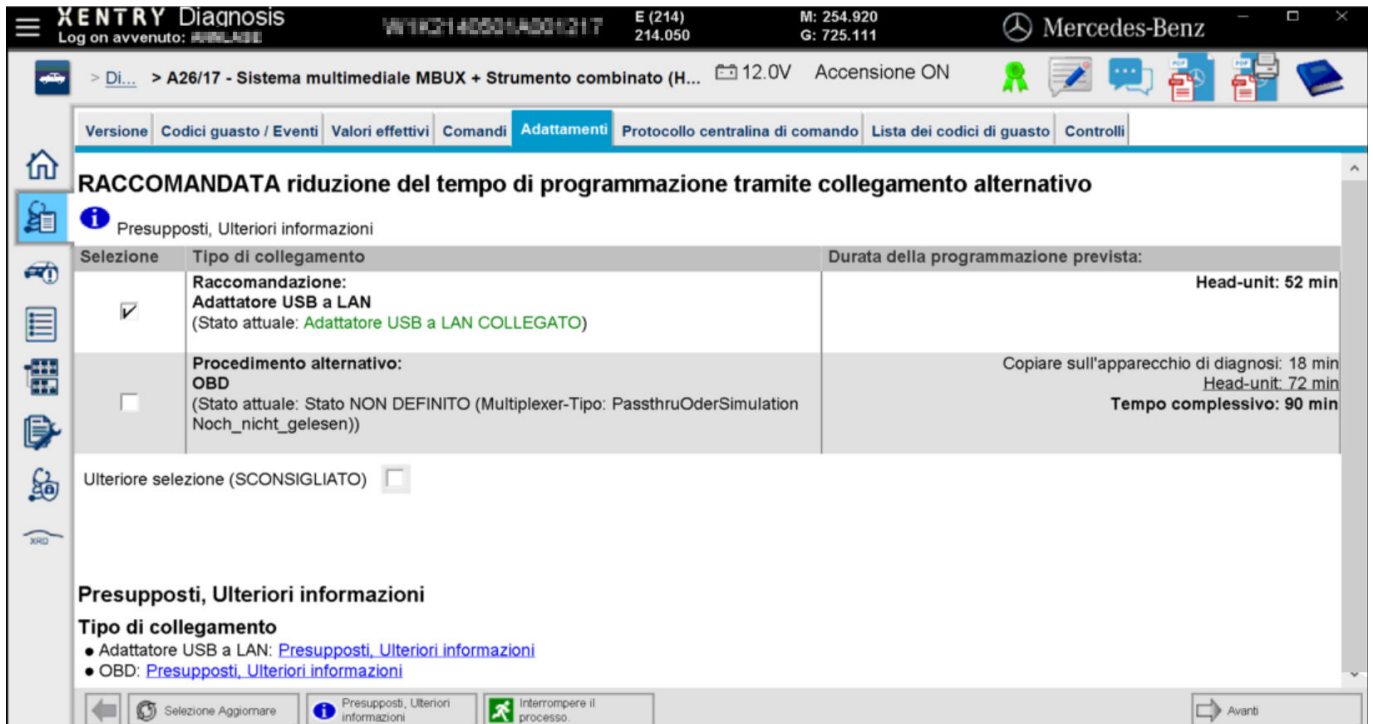 XENTRY Diagnosis
Log on avvenuto:
E (214)
214.050
M: 254.920
G: 725.111
Mercedes-Benz
> Di... > A26/17 - Sistema multimediale MBUX + Strumento combinato (H...
12.0V Accensione ON
Versione Codici guasto / Eventi Valori effettivi Comandi Adattamenti Protocollo centralina di comando Lista dei codici di guasto Controlli
RACCOMANDATA riduzione del tempo di programmazione tramite collegamento alternativo
Presupposti, Ulteriori informazioni
Selezione Tipo di collegamento Durata della programmazione prevista:
Raccomandazione:
Adattatore USB a LAN
(Stato attuale: Adattatore USB a LAN COLLEGATO)
Head-unit: 52 min
Procedimento alternativo:
OBD
(Stato attuale: Stato NON DEFINITO (Multiplexer-Tipo: PassthruOderSimulation
Noch_nicht_gelesen))
Copiare sull'apparecchio di diagnosi: 18 min
Head-unit: 72 min
Tempo complessivo: 90 min
Ulteriore selezione (SCONSIGLIATO)
XRD
Presupposti, Ulteriori informazioni
Tipo di collegamento
● Adattatore USB a LAN: Presupposti, Ulteriori informazioni
● OBD: Presupposti, Ulteriori informazioni
Selezione Aggiornare
Presupposti, Ulteriori
informazioni
Interrompere il
processo.
Avanti